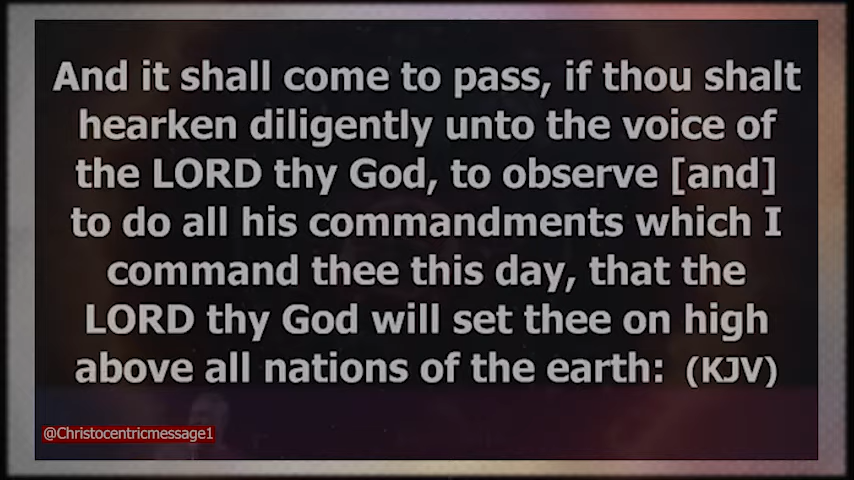 And it shall come to pass, if thou shalt
hearken diligently unto the voice of
the LORD thy God, to observe [and]
to do all his commandments which I
command thee this day, that the
LORD thy God will set thee on high
above all nations of the earth: (KJV)
@Christocentricmessage1